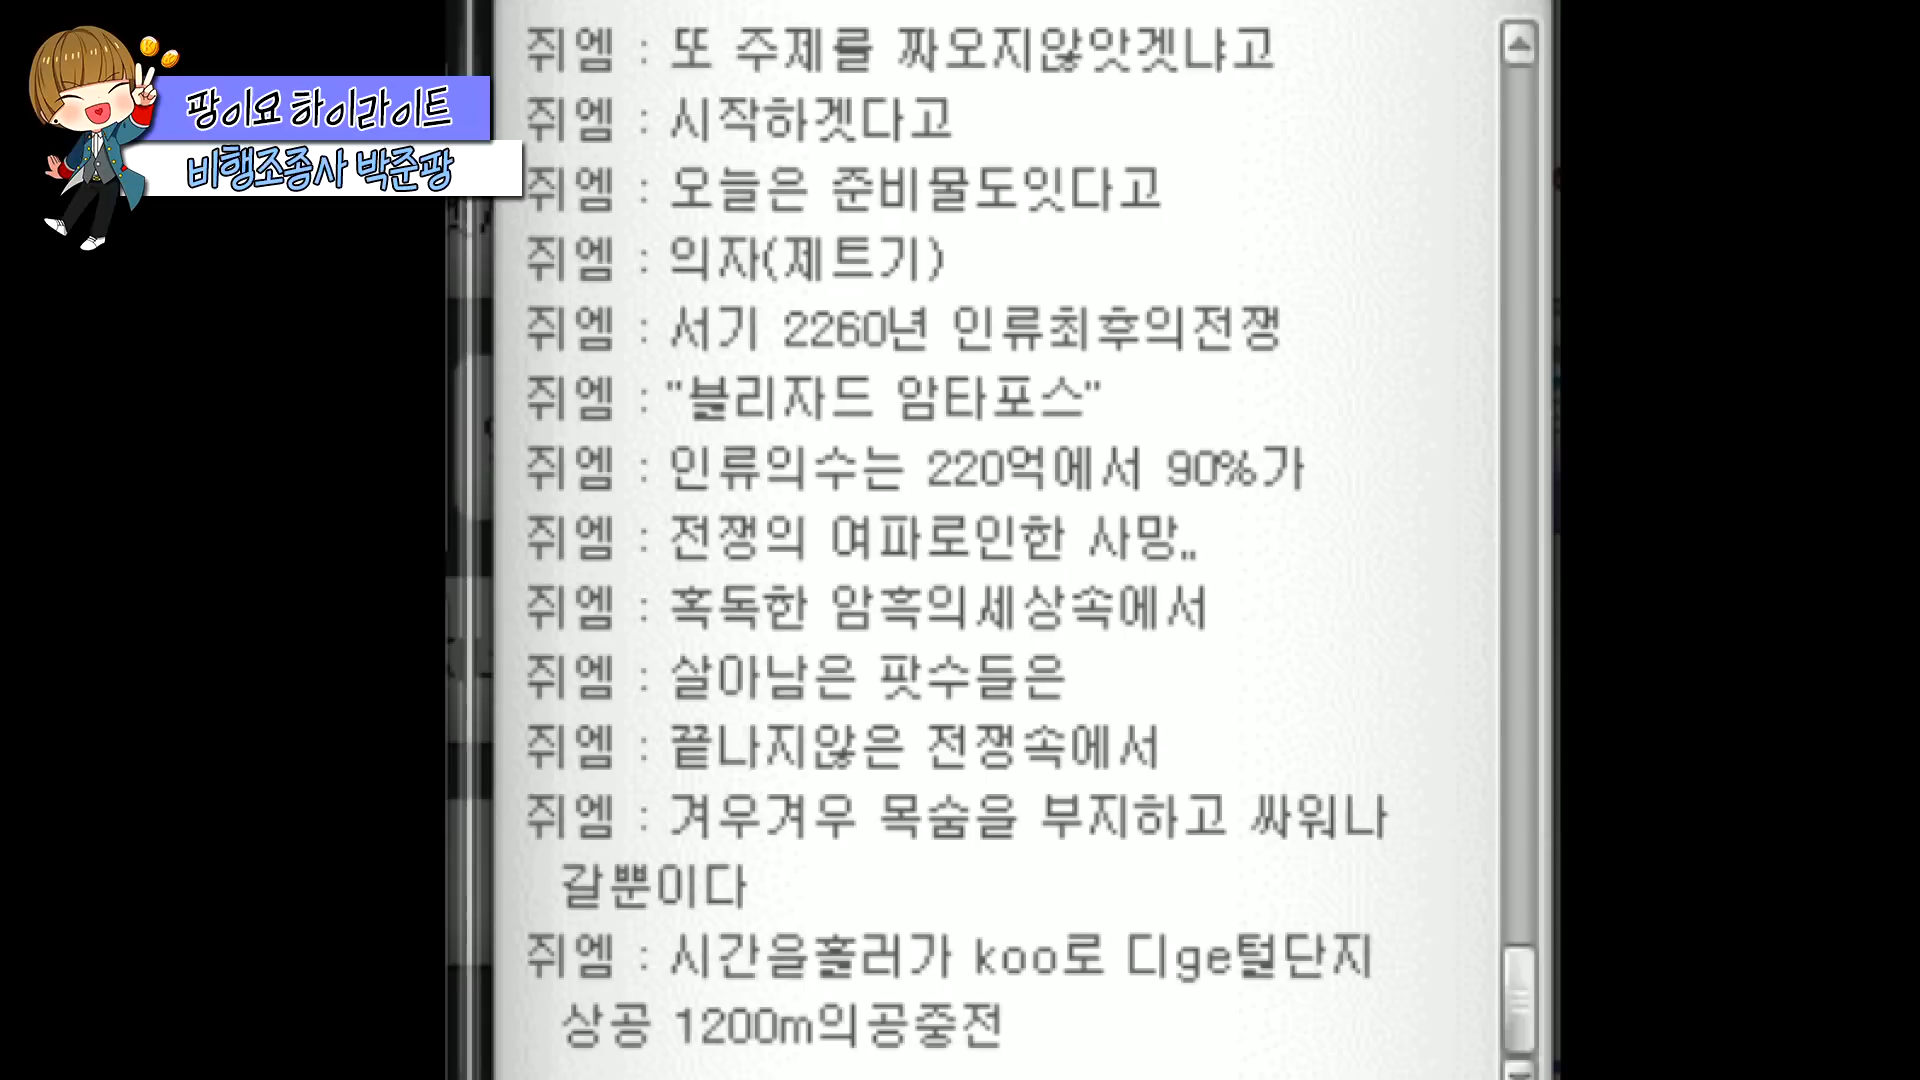 팡이요 하이라이트
비행조종사 박준팡
쥐엠 : 또 주제를 짜오지않앗겟냐고
쥐엠 : 시작하겟다고
쥐엠 : 오늘은 준비물도잇다고
쥐엠 : 의자(제트기)
쥐엠 : 서기 2260년 인류최후의전쟁
쥐엠 : "블리자드 암타포스"
쥐엠 : 인류의수는 220억에서 90%가
쥐엠 : 전쟁의 여파로인한 사망..
쥐엠 : 혹독한 암흑의세상속에서
쥐엠 : 살아남은 팟수들은
쥐엠 : 끝나지않은 전쟁속에서
쥐엠 : 겨우겨우 목숨을 부지하고 싸워나
갈뿐이다
쥐엠 : 시간을흘러가 koo로 디ge털단지
상공 1200m의공중전